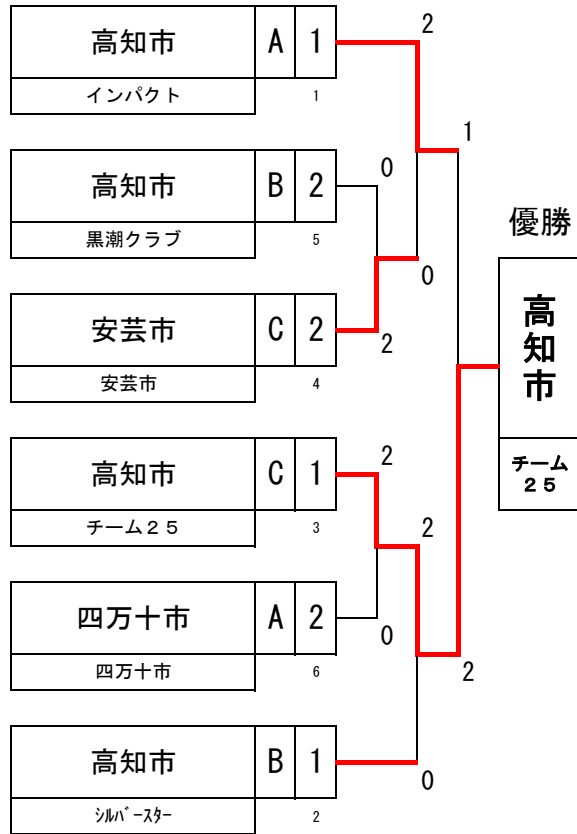 高知市 A 1
インパクト 1
2
1
高知市 B 2
黒潮クラブ 5
0
0
安芸市 C 2
安芸市 4
2
優勝
高知市
チーム
２５
高知市 C 1
チーム２５ 3
2
2
四万十市 A 2
四万十市 6
0
2
高知市 B 1
ｼﾙﾊﾞｰｽﾀｰ 2
0